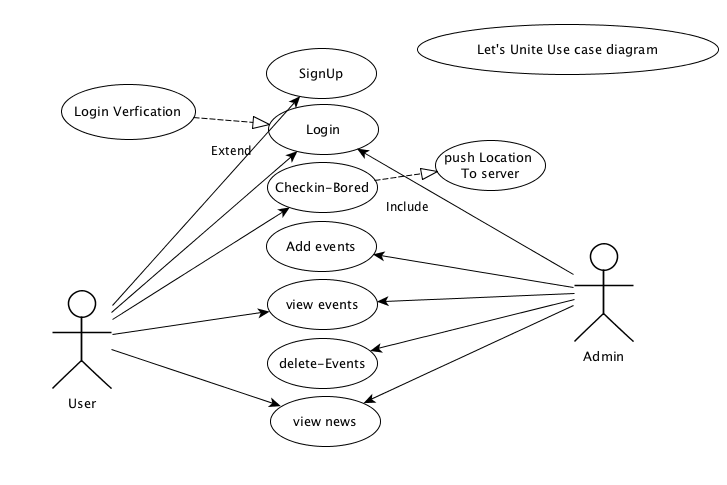 Let's Unite Use case diagram
SignUp
Login Verfication
Login
Extend
push Location
To server
Checkin-Bored
Include
Add events
view events
Admin
delete-Events
User
view news